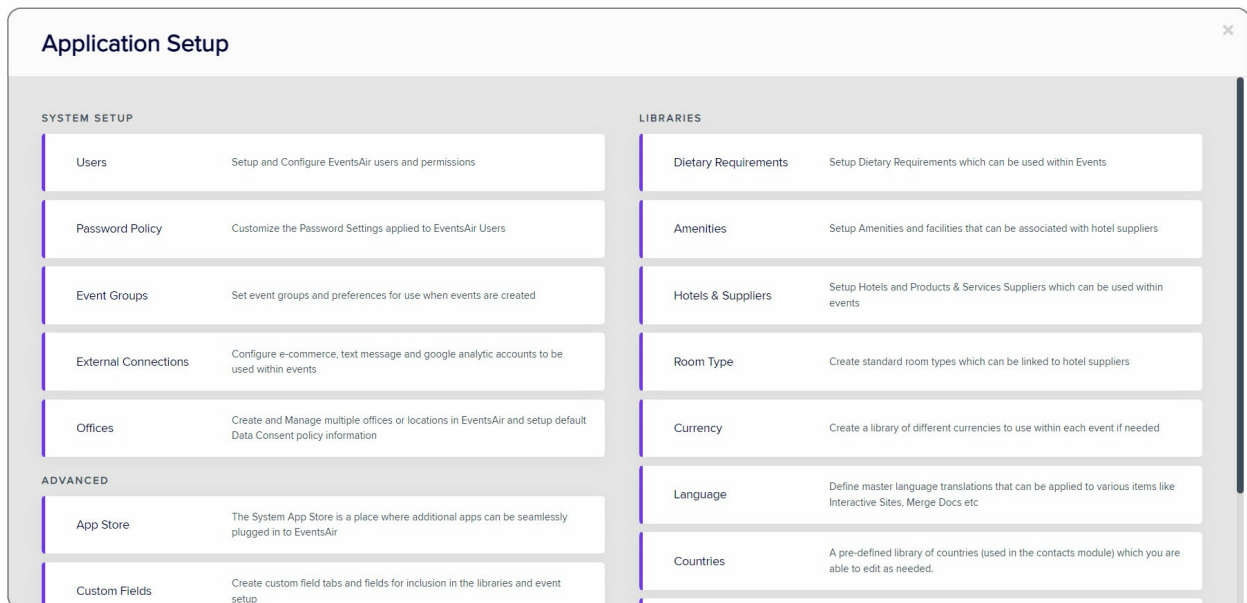 Application Setup
SYSTEM SETUP
Users
Setup and Configure EventsAir users and permissions
Password Policy
Customize the Password Settings applied to EventsAir Users
Event Groups
Set event groups and preferences for use when events are created
External Connections
Configure e-commerce, text message and google analytic accounts to be
used within events
Offices
Create and Manage multiple offices or locations in EventsAir and setup default
Data Consent policy information
ADVANCED
App Store
The System App Store is a place where additional apps can be seamlessly
plugged in to EventsAir
Custom Fields
Create custom field tabs and fields for inclusion in the libraries and event
setup
LIBRARIES
Dietary Requirements
Setup Dietary Requirements which can be used within Events
Amenities
Setup Amenities and facilities that can be associated with hotel suppliers
Hotels & Suppliers
Setup Hotels and Products & Services Suppliers which can be used within
events
Room Type
Create standard room types which can be linked to hotel suppliers
Currency
Create a library of different currencies to use within each event if needed
Language
Define master language translations that can be applied to various items like
Interactive Sites, Merge Docs etc
Countries
A pre-defined library of countries (used in the contacts module) which you are
able to edit as needed.